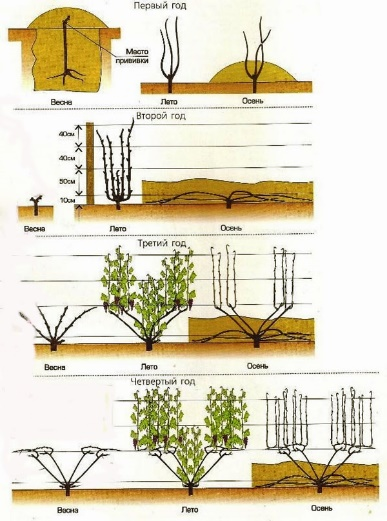 Первый год
Место
прививки
Весна
Лето
Осень
Второй год
40см
40см
50см
10см
Весна
Лето
Осень
Третий год
Весна
Лето
Осень
Четвертый год
Весна
Лето
Осень